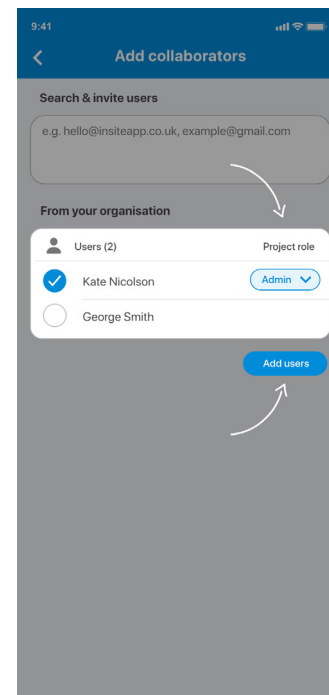 9:41
Add collaborators
Search & invite users
e.g. hello@insiteapp.co.uk, example@gmail.com
From your organisation
Users (2) Project role
Kate Nicolson Admin
George Smith
Add users